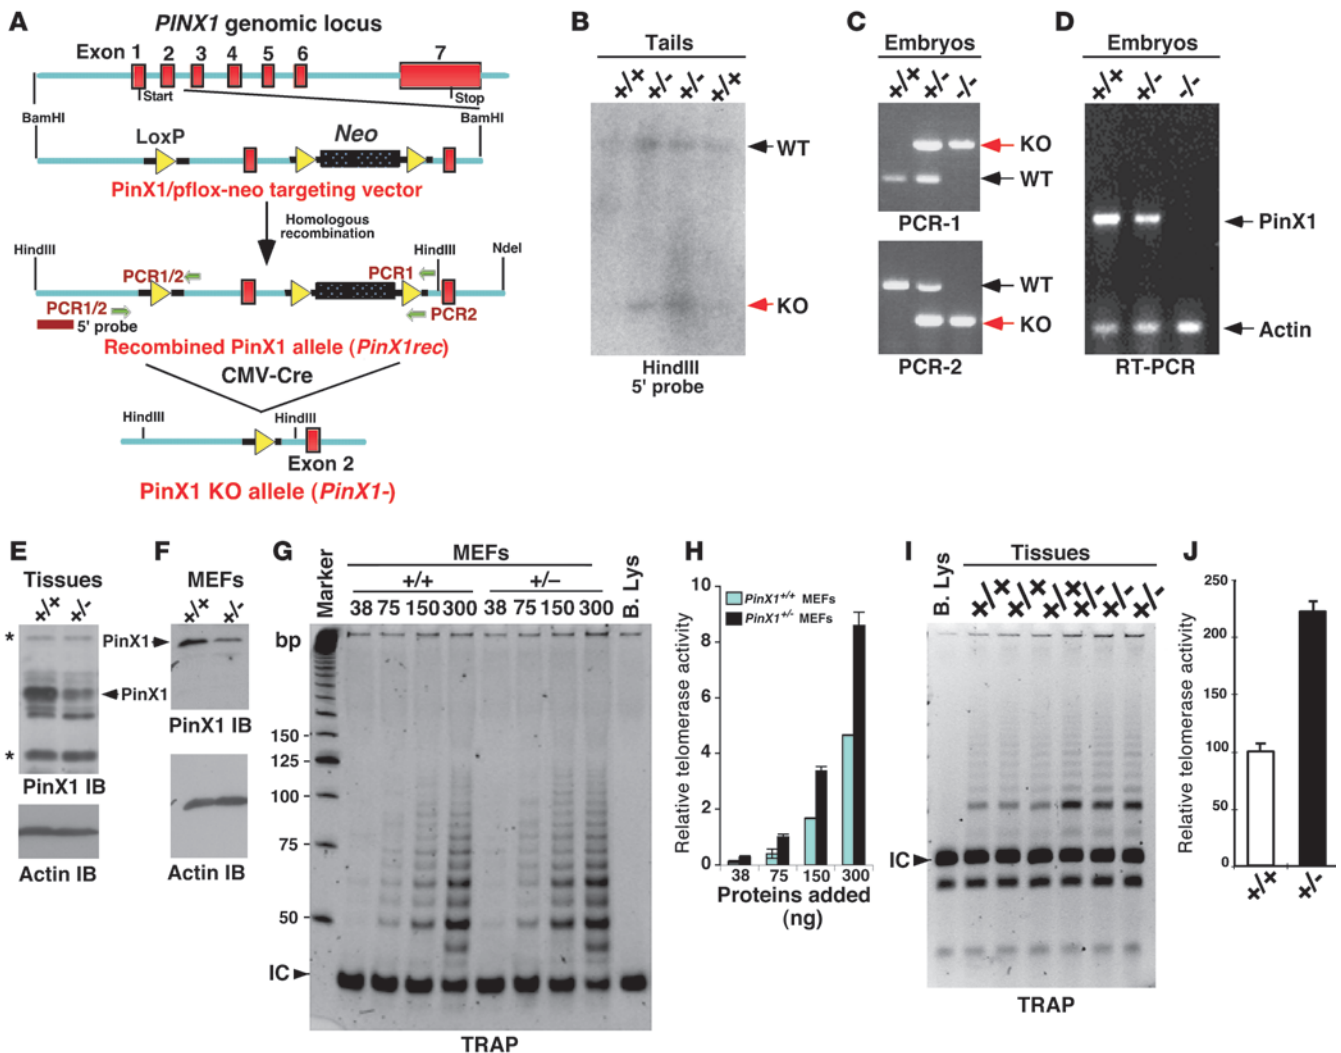 A
PINX1 genomic locus
Exon 1 2 3 4 5 6 7
Start
Stop
BamHI
BamHI
LoxP
Neo
PinX1/pflox-neo targeting vector
Homologous
recombination
HindIII
HindIII
NdeI
PCR1/2
PCR1
PCR1/2
PCR2
5' probe
Recombined PinX1 allele (PinX1rec)
CMV-Cre
HindIII
HindIII
Exon 2
PinX1 KO allele (PinX1-)
B
Tails
+/+ +/- +/- +/+
WT
KO
HindIII
5' probe
C
Embryos
+/+ +/- -/-
KO
WT
PCR-1
WT
KO
PCR-2
D
Embryos
+/+ +/- -/-
PinX1
Actin
RT-PCR
E
Tissues
+/+ +/-
*
PinX1
*
PinX1 IB
Actin IB
F
MEFs
+/+ +/-
PinX1
PinX1 IB
Actin IB
G
Marker
MEFs
B. Lys
+/+ +/−
38 75 150 300 38 75 150 300
bp
150
125
100
75
50
IC
TRAP
H
Relative telomerase activity
10
8
6
4
2
0
PinX1+/+ MEFs
PinX1+/- MEFs
38 75 150 300
Proteins added
(ng)
I
B. Lys
Tissues
+/+ +/+ +/+ +/- +/- +/-
IC
TRAP
J
Relative telomerase activity
250
200
150
100
50
0
+/+ +/-